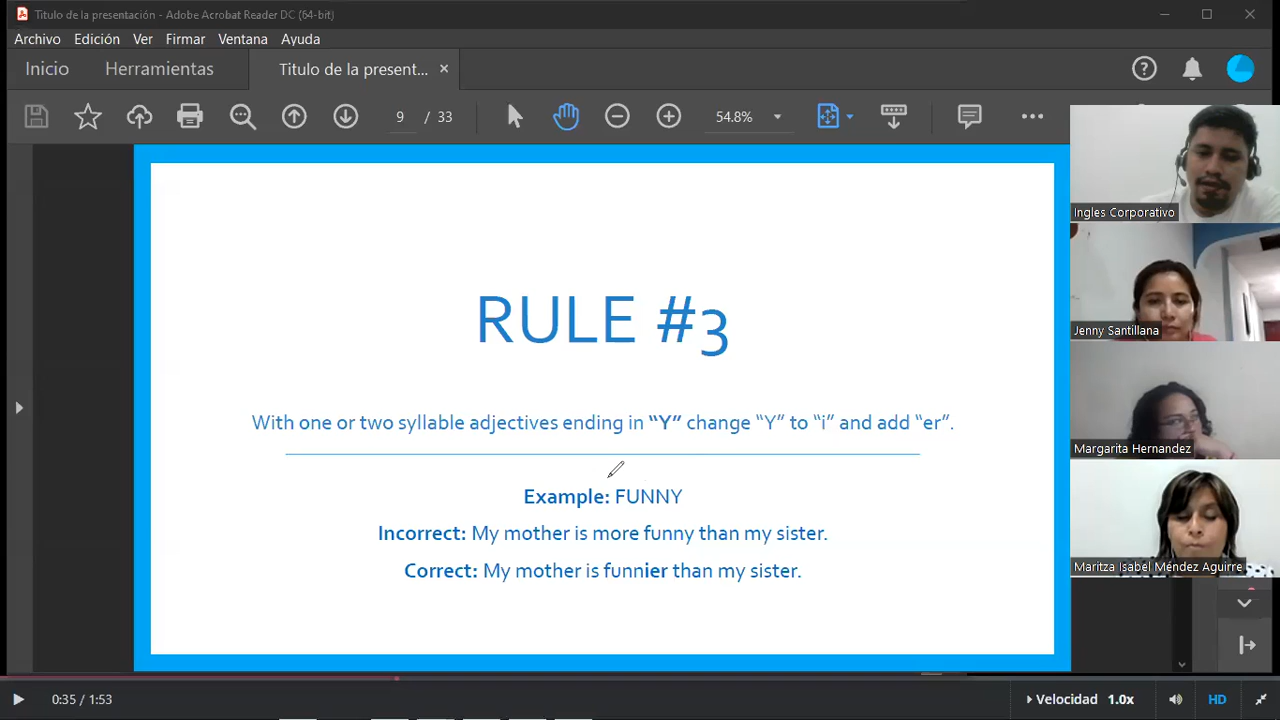 Titulo de la presentación - Adobe Acrobat Reader DC (64-bit)
Archivo Edición Ver Firmar Ventana Ayuda
Inicio Herramientas Titulo de la present... ×
9 / 33 54.8%
RULE #3
With one or two syllable adjectives ending in “Y” change “Y” to “i” and add “er”.
Example: FUNNY
Incorrect: My mother is more funny than my sister.
Correct: My mother is funnier than my sister.
Ingles Corporativo
Jenny Santillana
Margarita Hernandez
Maritza Isabel Méndez Aguirre
0:35 / 1:53 Velocidad 1.0x HD